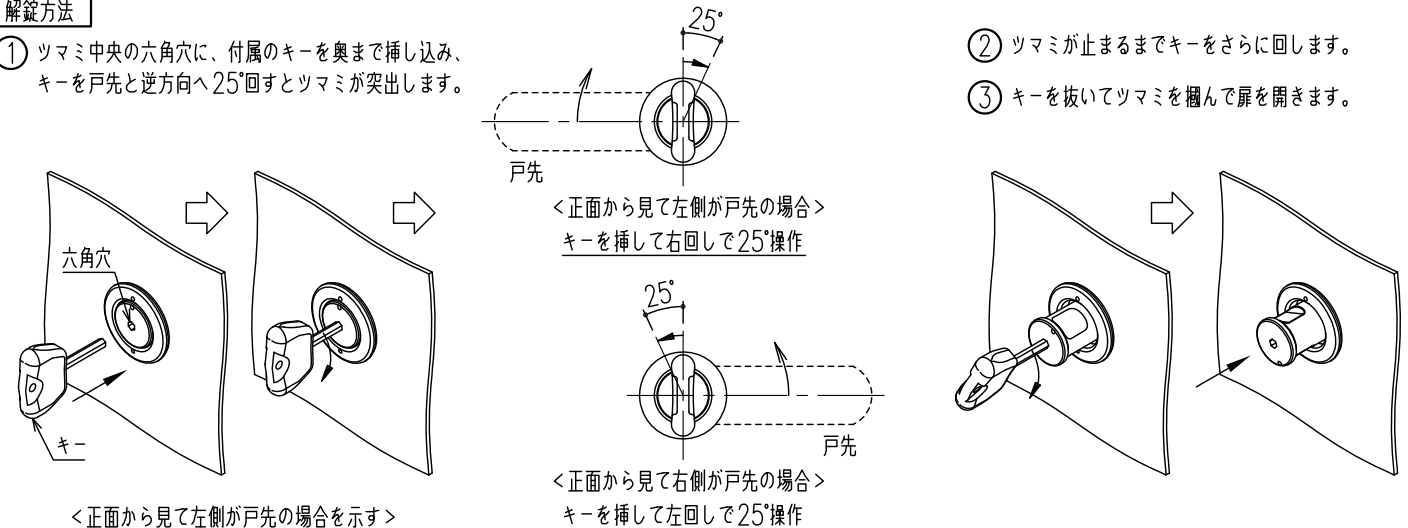 解錠方法
① ツマミ中央の六角穴に、付属のキーを奥まで挿し込み、
キーを戸先と逆方向へ25°回すとツマミが突出します。
六角穴
キー
<正面から見て左側が戸先の場合を示す>
25°
戸先
<正面から見て左側が戸先の場合>
キーを挿して右回しで25°操作
25°
戸先
<正面から見て右側が戸先の場合>
キーを挿して左回しで25°操作
② ツマミが止まるまでキーをさらに回します。
③ キーを抜いてツマミを摑んで扉を開きます。